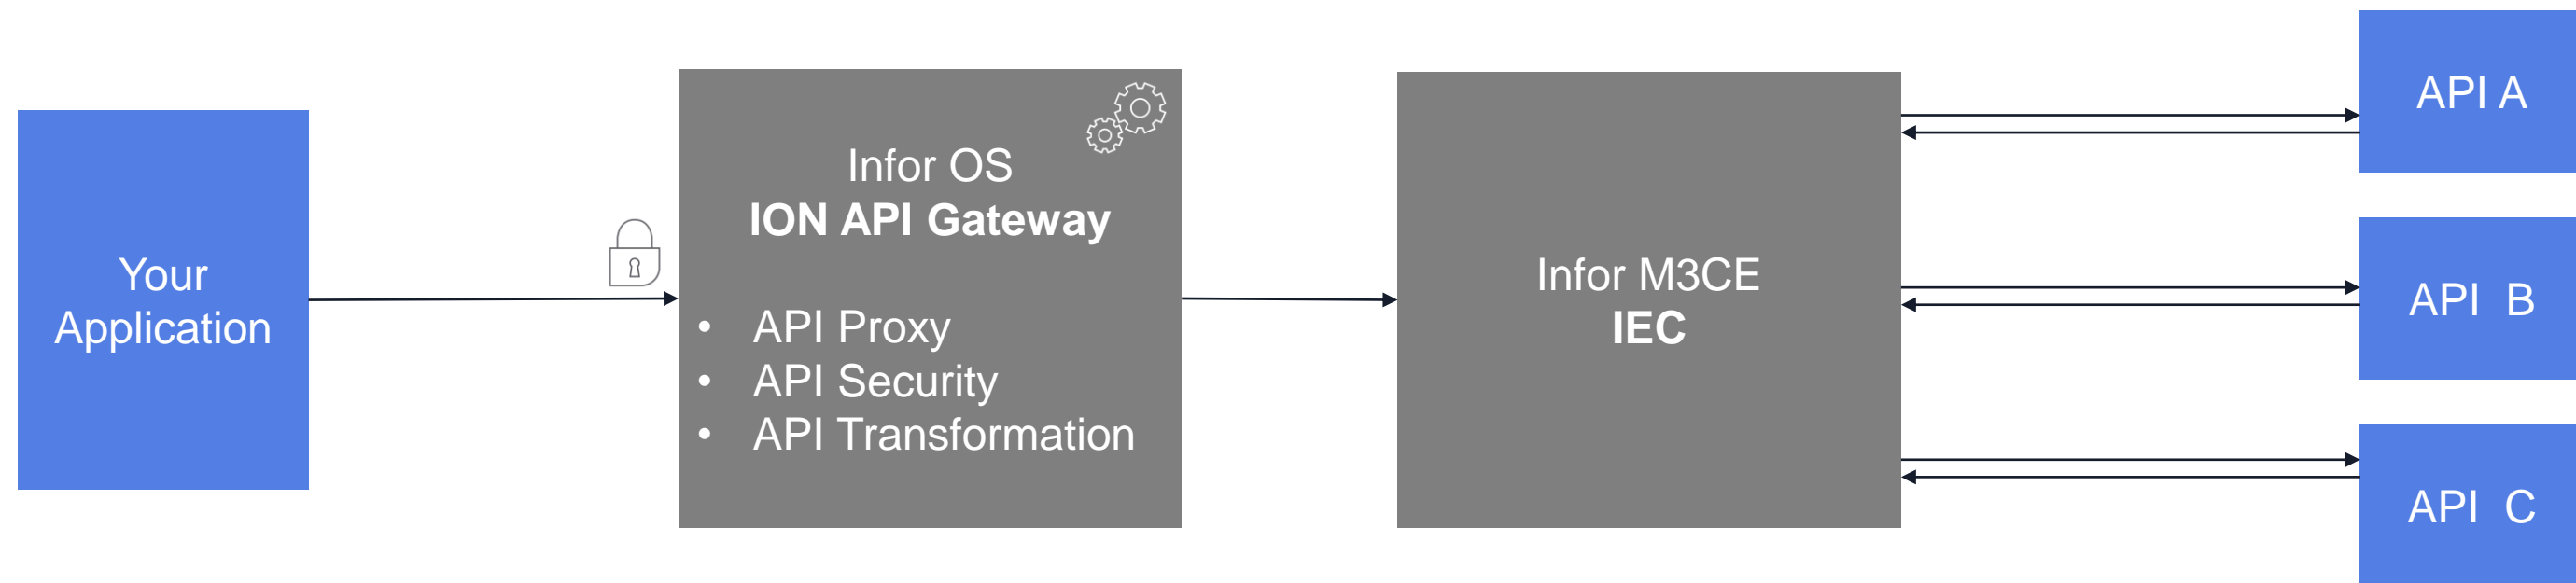 Your
Application
Infor OS
ION API Gateway
• API Proxy
• API Security
• API Transformation
Infor M3CE
IEC
API A
API B
API C